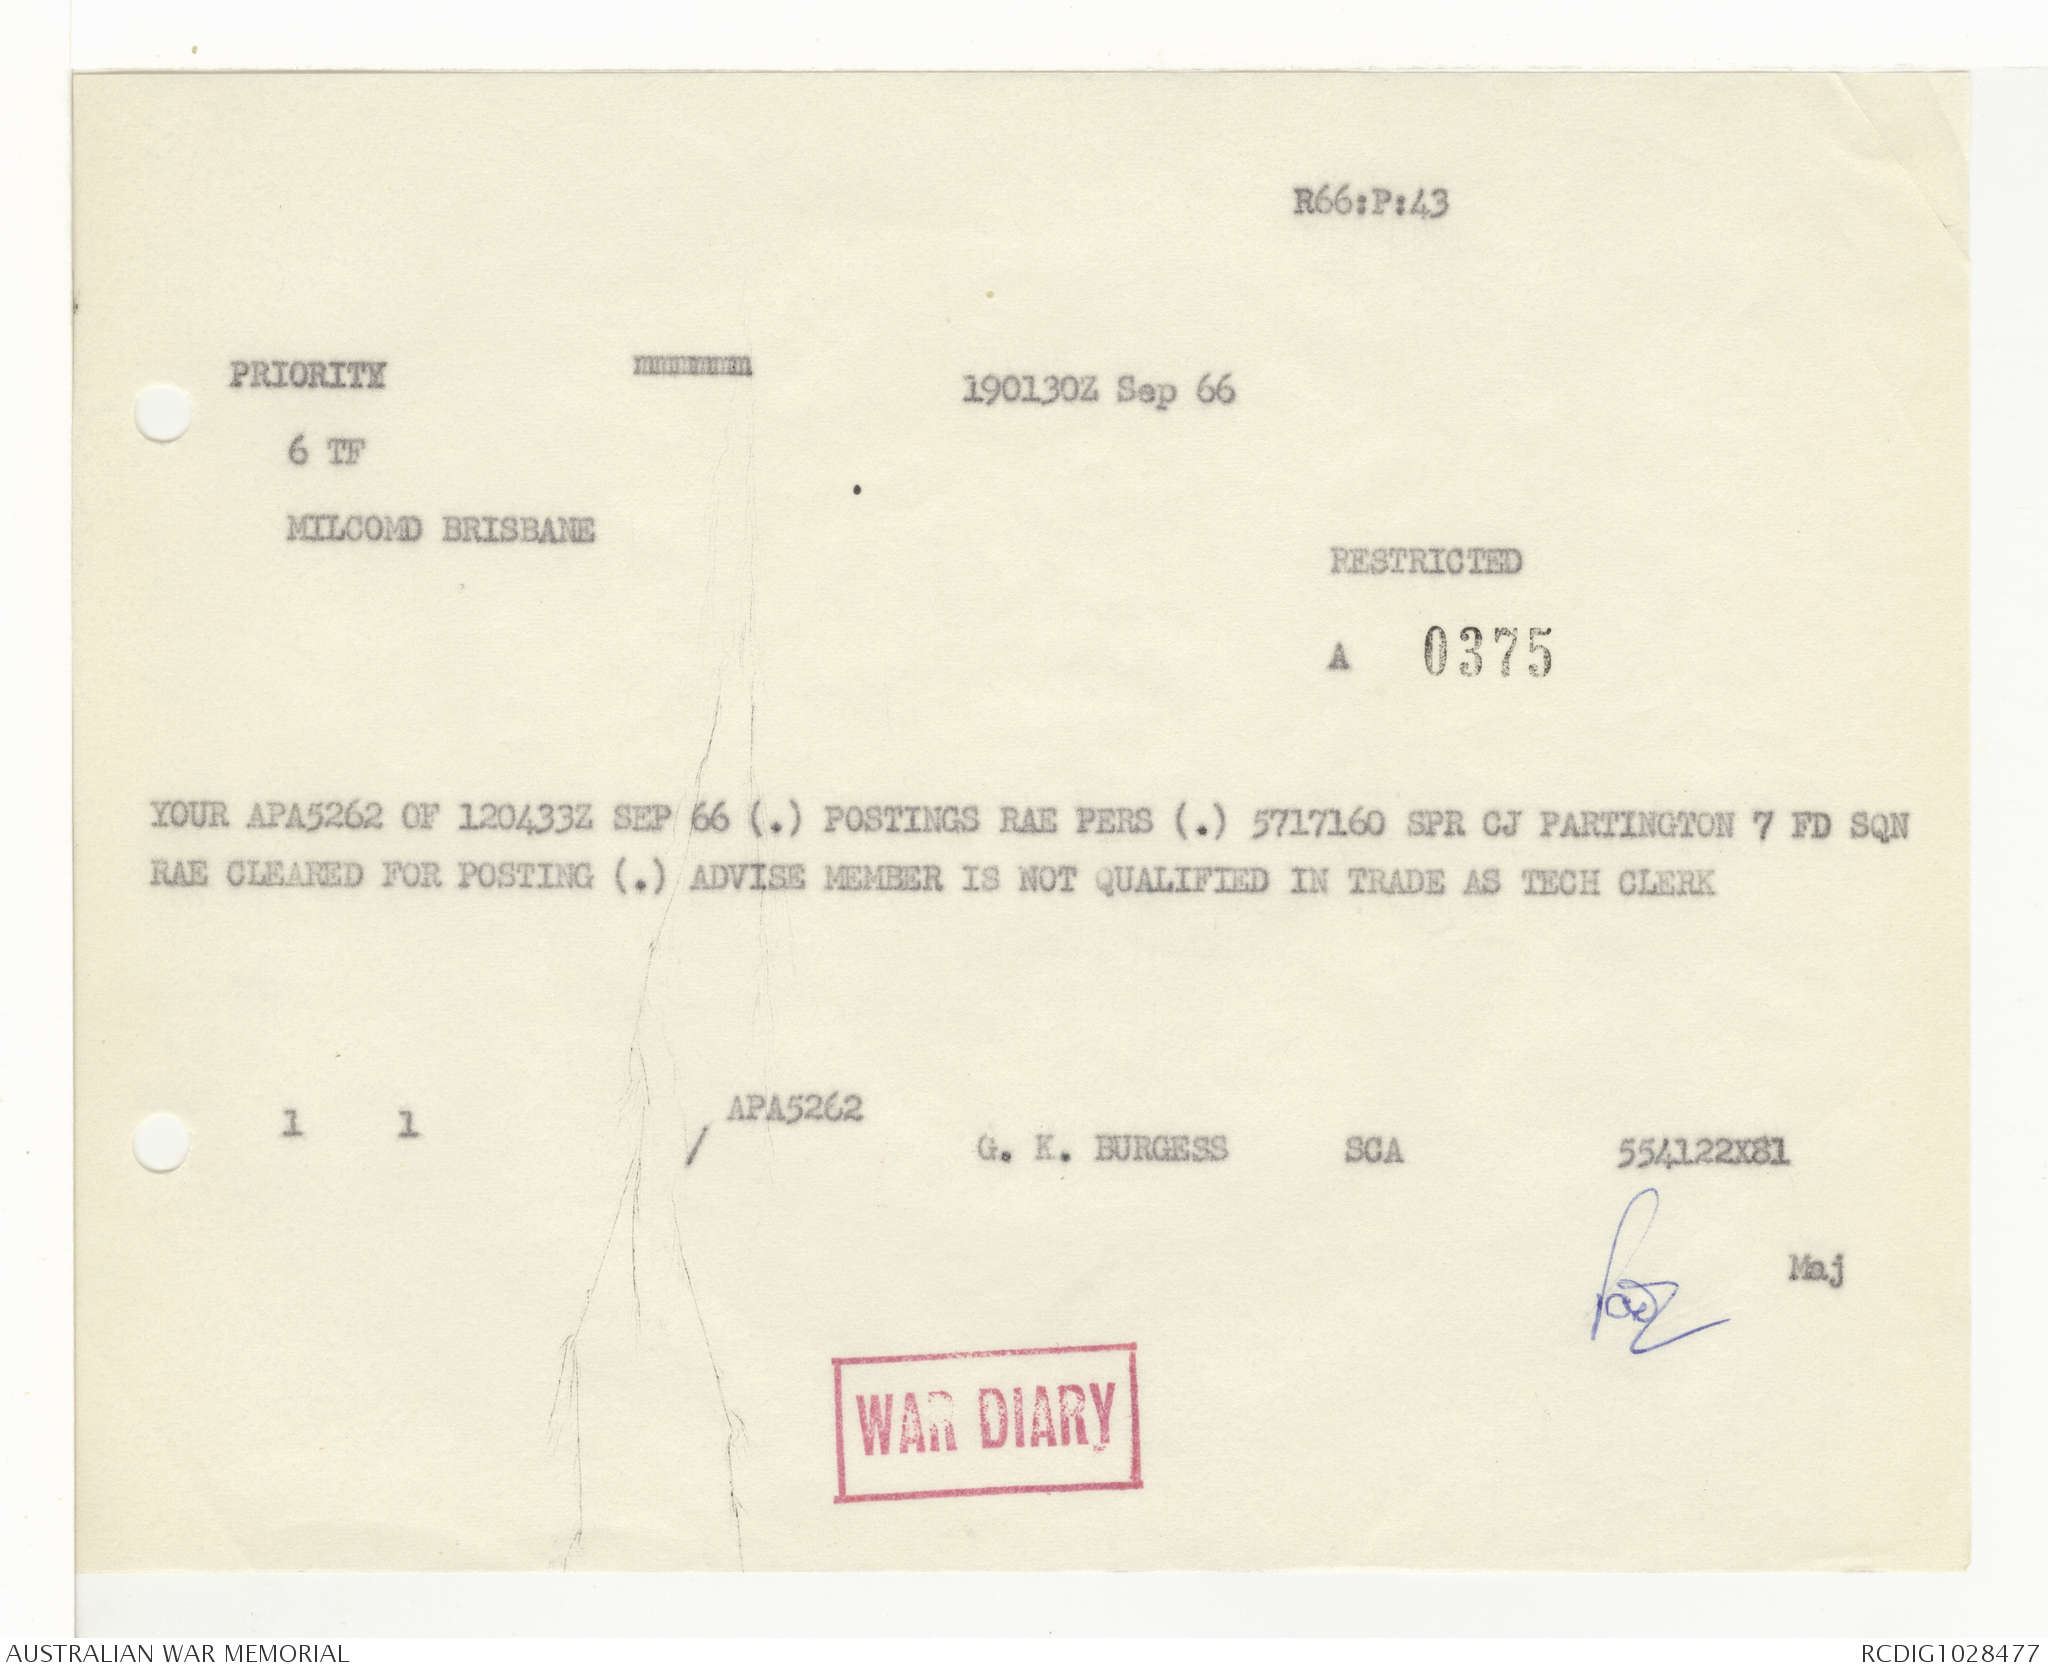 R66:P:43
PRIORITY
190130Z Sep 66
6 TF
MILCOMD BRISBANE
RESTRICTED
A 0375
YOUR APA5262 OF 120433Z SEP 66 (.) POSTINGS RAE PERS (.) 5717160 SPR CJ PARTINGTON 7 FD SQN
RAE CLEARED FOR POSTING (.) ADVISE MEMBER IS NOT QUALIFIED IN TRADE AS TECH CLERK
1 1 / APA5262
G. K. BURGESS SCA 554122X81
Maj
WAR DIARY
AUSTRALIAN WAR MEMORIAL
RCDIG1028477